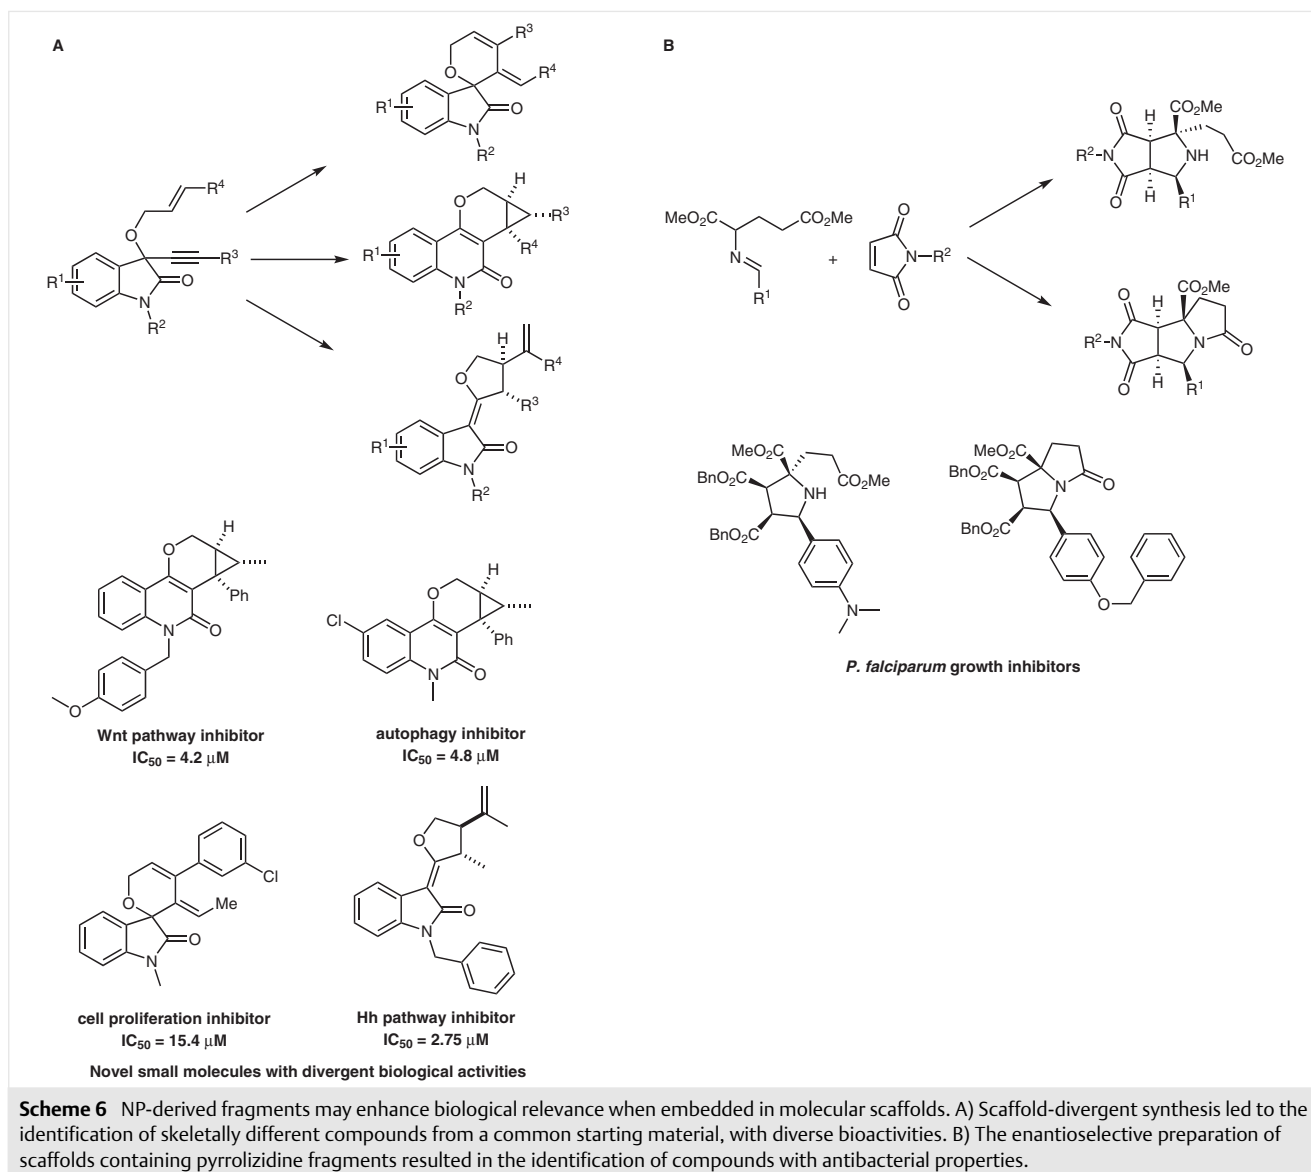 A
R³
O
R⁴
R¹
O
N
R²
R⁴
O
R³
R¹
O
N
R²
H
O
R³
R⁴
R¹
N
O
R²
H
R⁴
O
R³
R¹
O
N
R²
H
O
Ph
N
O
O
Wnt pathway inhibitor
IC₅₀ = 4.2 μM
H
O
Cl
Ph
N
O
autophagy inhibitor
IC₅₀ = 4.8 μM
Cl
O
Me
O
N
cell proliferation inhibitor
IC₅₀ = 15.4 μM
O
O
N
Hh pathway inhibitor
IC₅₀ = 2.75 μM
Novel small molecules with divergent biological activities
B
MeO₂C
CO₂Me
N
R¹
+
O
N–R²
O
O
H
CO₂Me
R²–N
NH
CO₂Me
O
H
R¹
O
H
CO₂Me
R²–N
N
O
O
H
R¹
MeO₂C
BnO₂C
CO₂Me
NH
BnO₂C
N
MeO₂C
BnO₂C
N
O
BnO₂C
O
P. falciparum growth inhibitors
Scheme 6 NP-derived fragments may enhance biological relevance when embedded in molecular scaffolds. A) Scaffold-divergent synthesis led to the
identification of skeletally different compounds from a common starting material, with diverse bioactivities. B) The enantioselective preparation of
scaffolds containing pyrrolizidine fragments resulted in the identification of compounds with antibacterial properties.